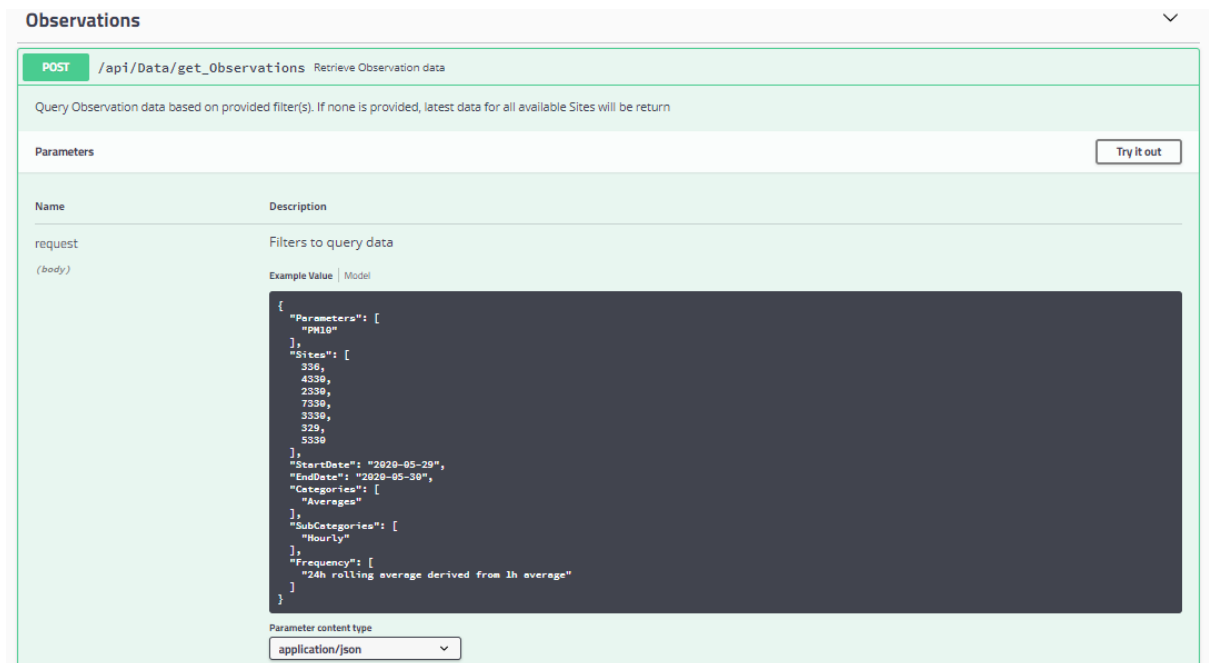 Observations
POST /api/Data/get_Observations Retrieve Observation data
Query Observation data based on provided filter(s). If none is provided, latest data for all available Sites will be return
Parameters
Try it out
Name Description
request Filters to query data
(body)
Example Value | Model
{
"Parameters": [
"PM10"
],
"Sites": [
336,
4330,
2330,
7330,
3330,
329,
5330
],
"StartDate": "2020-05-29",
"EndDate": "2020-05-30",
"Categories": [
"Averages"
],
"SubCategories": [
"Hourly"
],
"Frequency": [
"24h rolling average derived from 1h average"
]
}
Parameter content type
application/json